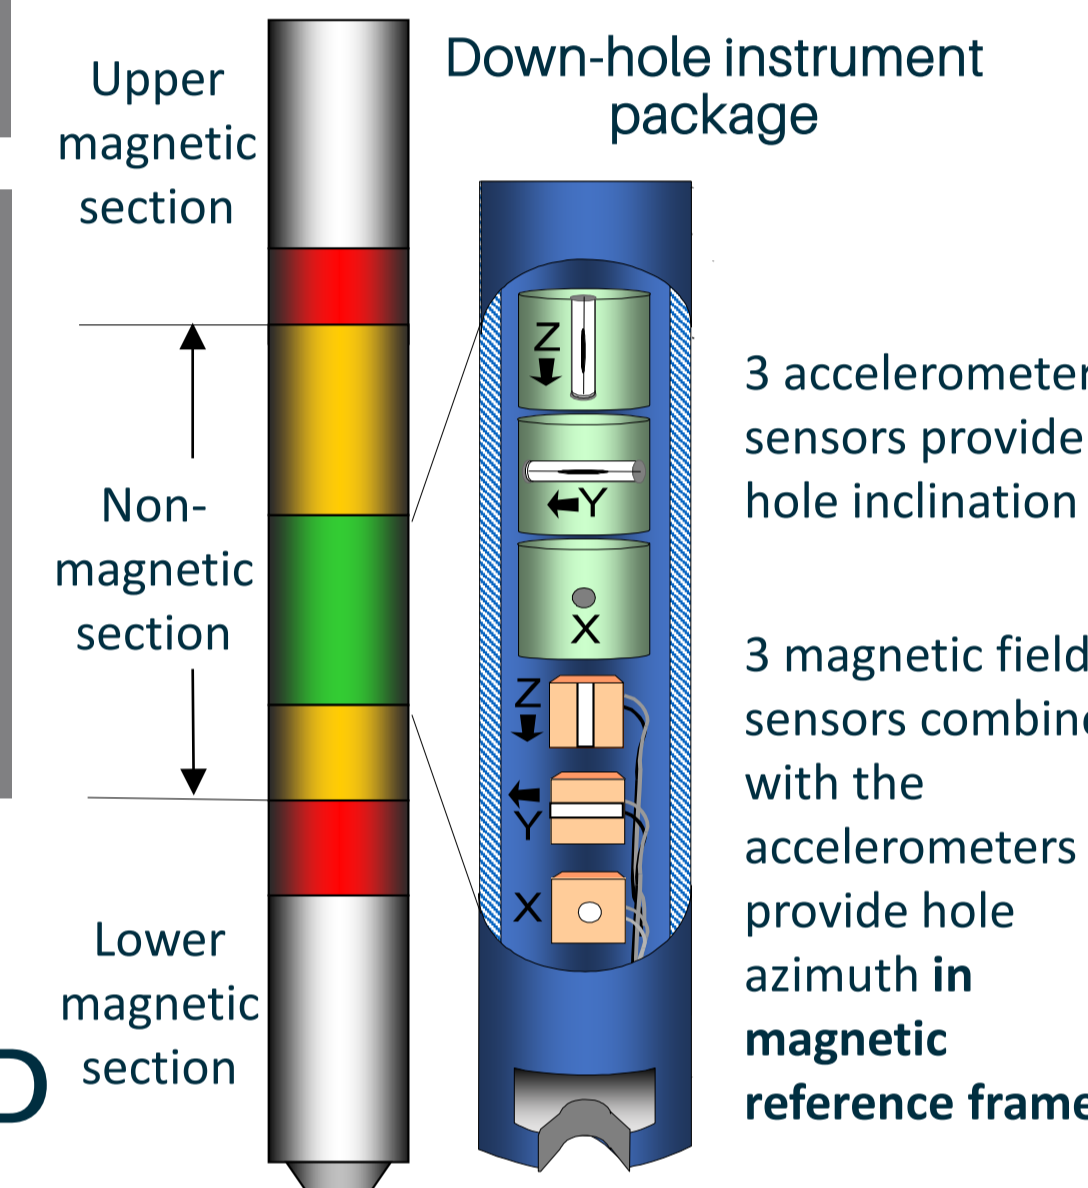 Down-hole instrument
package
Upper
magnetic
section
Non-
magnetic
section
Lower
magnetic
section
Z
Y
X
Z
Y
X
3 accelerometer
sensors provide
hole inclination
3 magnetic field
sensors combin
with the
accelerometers
provide hole
azimuth in
magnetic
reference frame